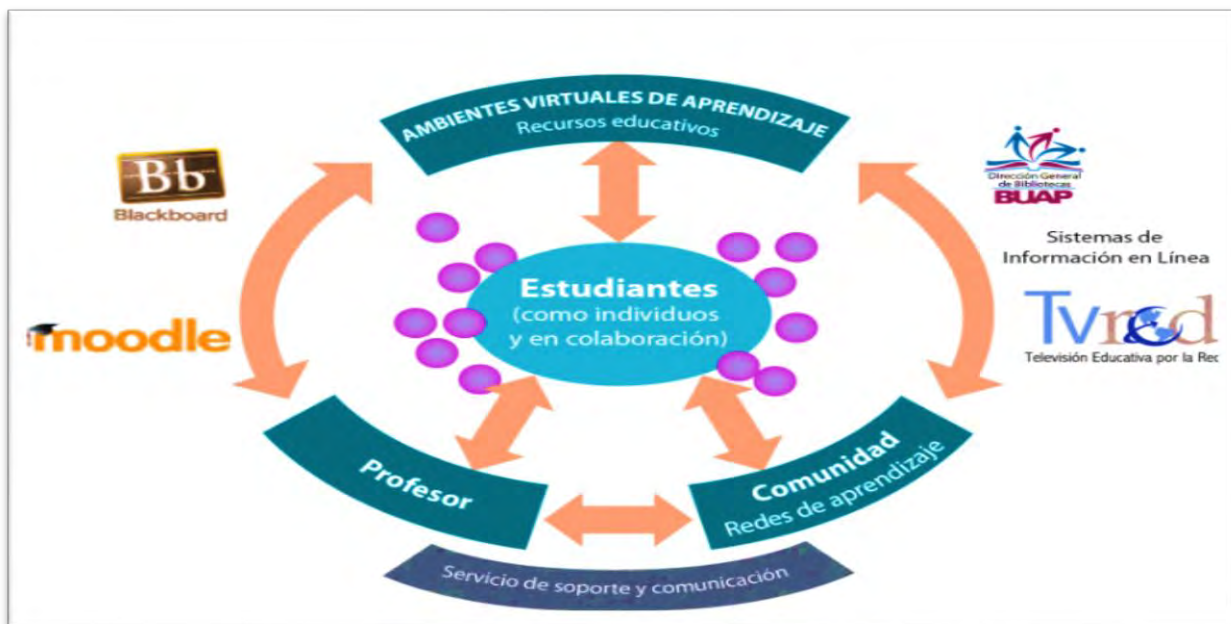 AMBIENTES VIRTUALES DE APRENDIZAJE
Recursos educativos
Bb
Blackboard
moodle
Dirección General
de Bibliotecas
BUAP
Sistemas de
Información en Línea
Tvred
Televisión Educativa por la Rec
Estudiantes
(como individuos
y en colaboración)
Profesor
Comunidad
Redes de aprendizaje
Servicio de soporte y comunicación